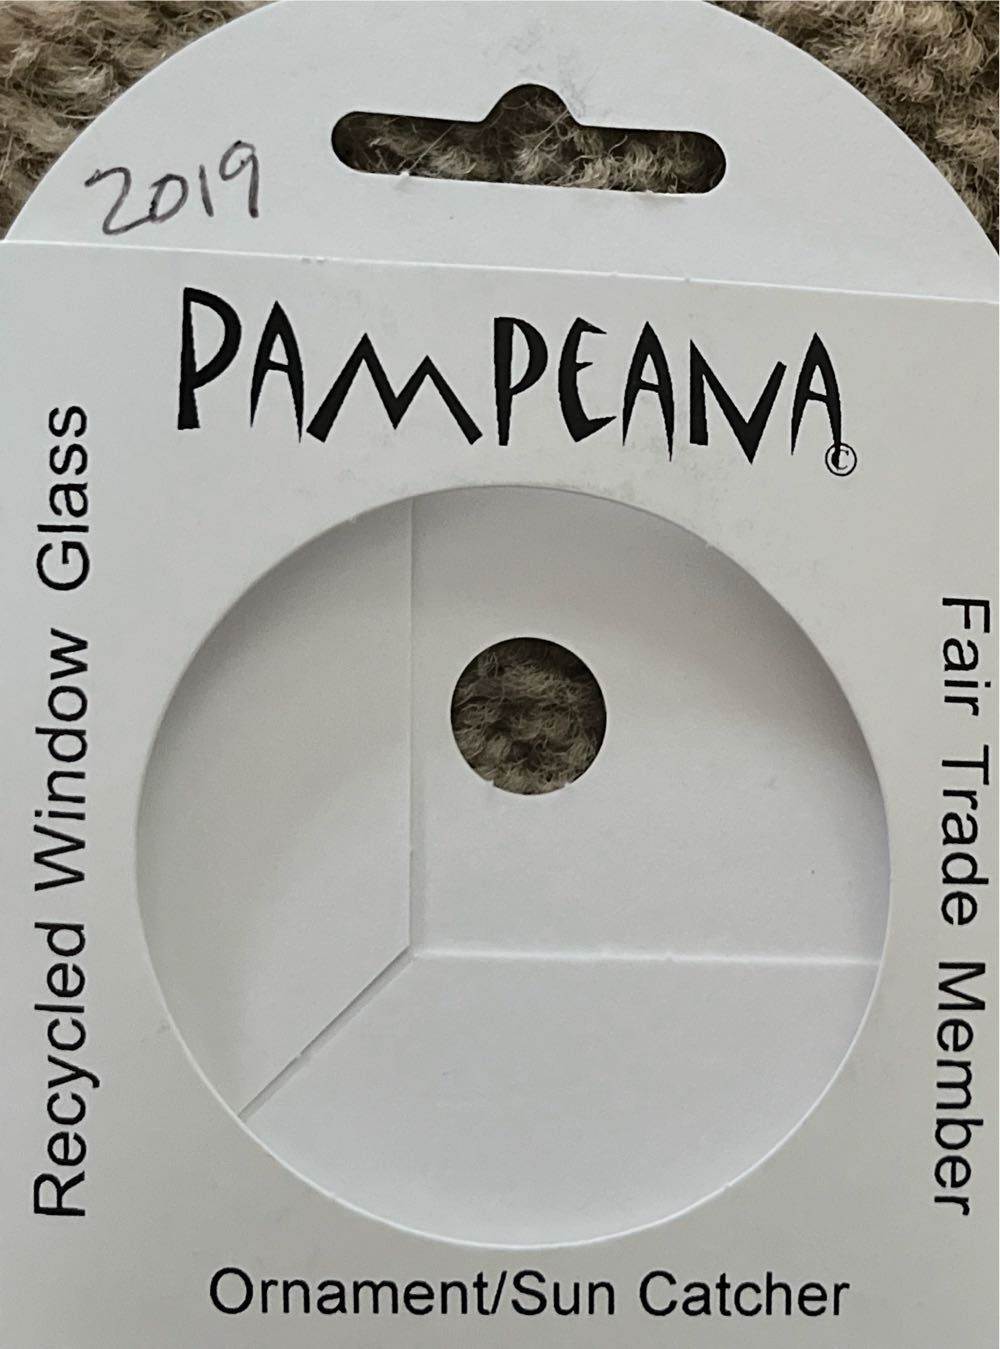 2019
PAMPEANA©
Recycled Window Glass
Fair Trade Member
Ornament/Sun Catcher